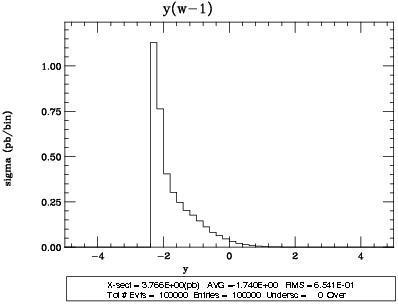 y(w−1)
sigma (pb/bin)
1.00
0.75
0.50
0.25
0.00
−4 −2 0 2 4
y
X-sect = 3.766E+00(pb) AVG =-1.740E+00 RMS = 6.541E-01
Tot # Evts = 100000 Entries = 100000 Undersc = 0 Over